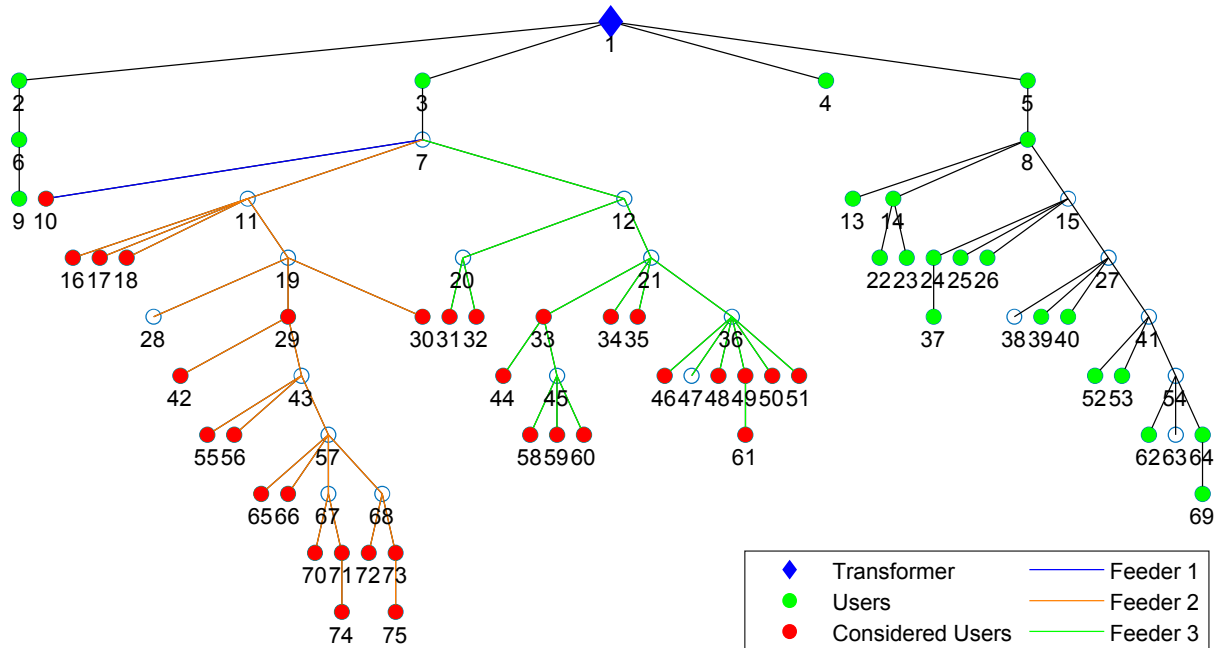 1
2 3 4 5
6 7 8
9 10 11 12 13 14 15
16 17 18 19 20 21 22 23 24 25 26 27
28 29 30 31 32 33 34 35 36 37 38 39 40 41
42 43 44 45 46 47 48 49 50 51 52 53 54
55 56 57 58 59 60 61 62 63 64
65 66 67 68 69
70 71 72 73
74 75
Transformer Feeder 1
Users Feeder 2
Considered Users Feeder 3